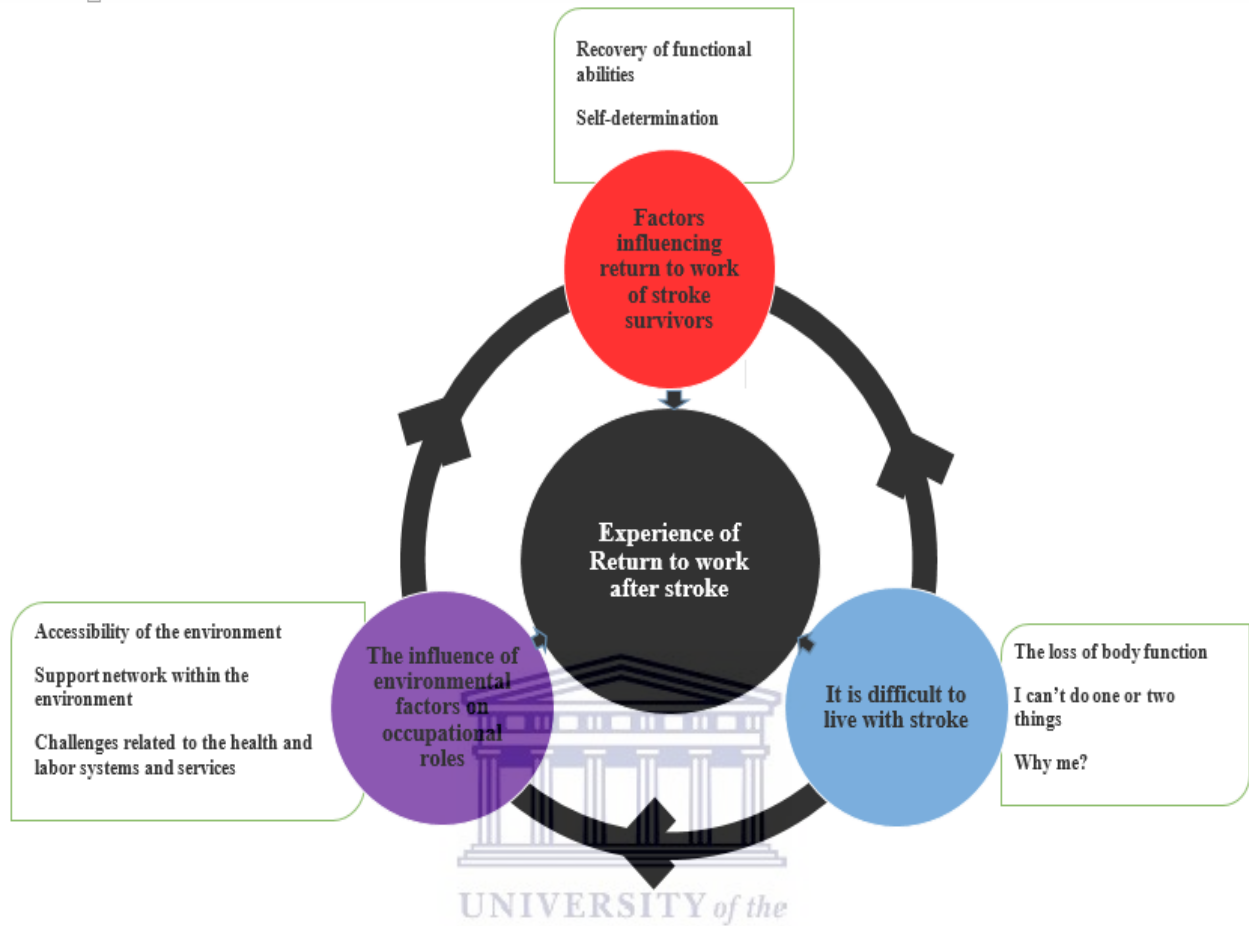 Recovery of functional
abilities
Self-determination
Factors
influencing
return to work
of stroke
survivors
Experience of
Return to work
after stroke
Accessibility of the environment
Support network within the
environment
Challenges related to the health and
labor systems and services
The influence of
environmental
factors on
occupational
roles
It is difficult to
live with stroke
The loss of body function
I can’t do one or two
things
Why me?
UNIVERSITY of the